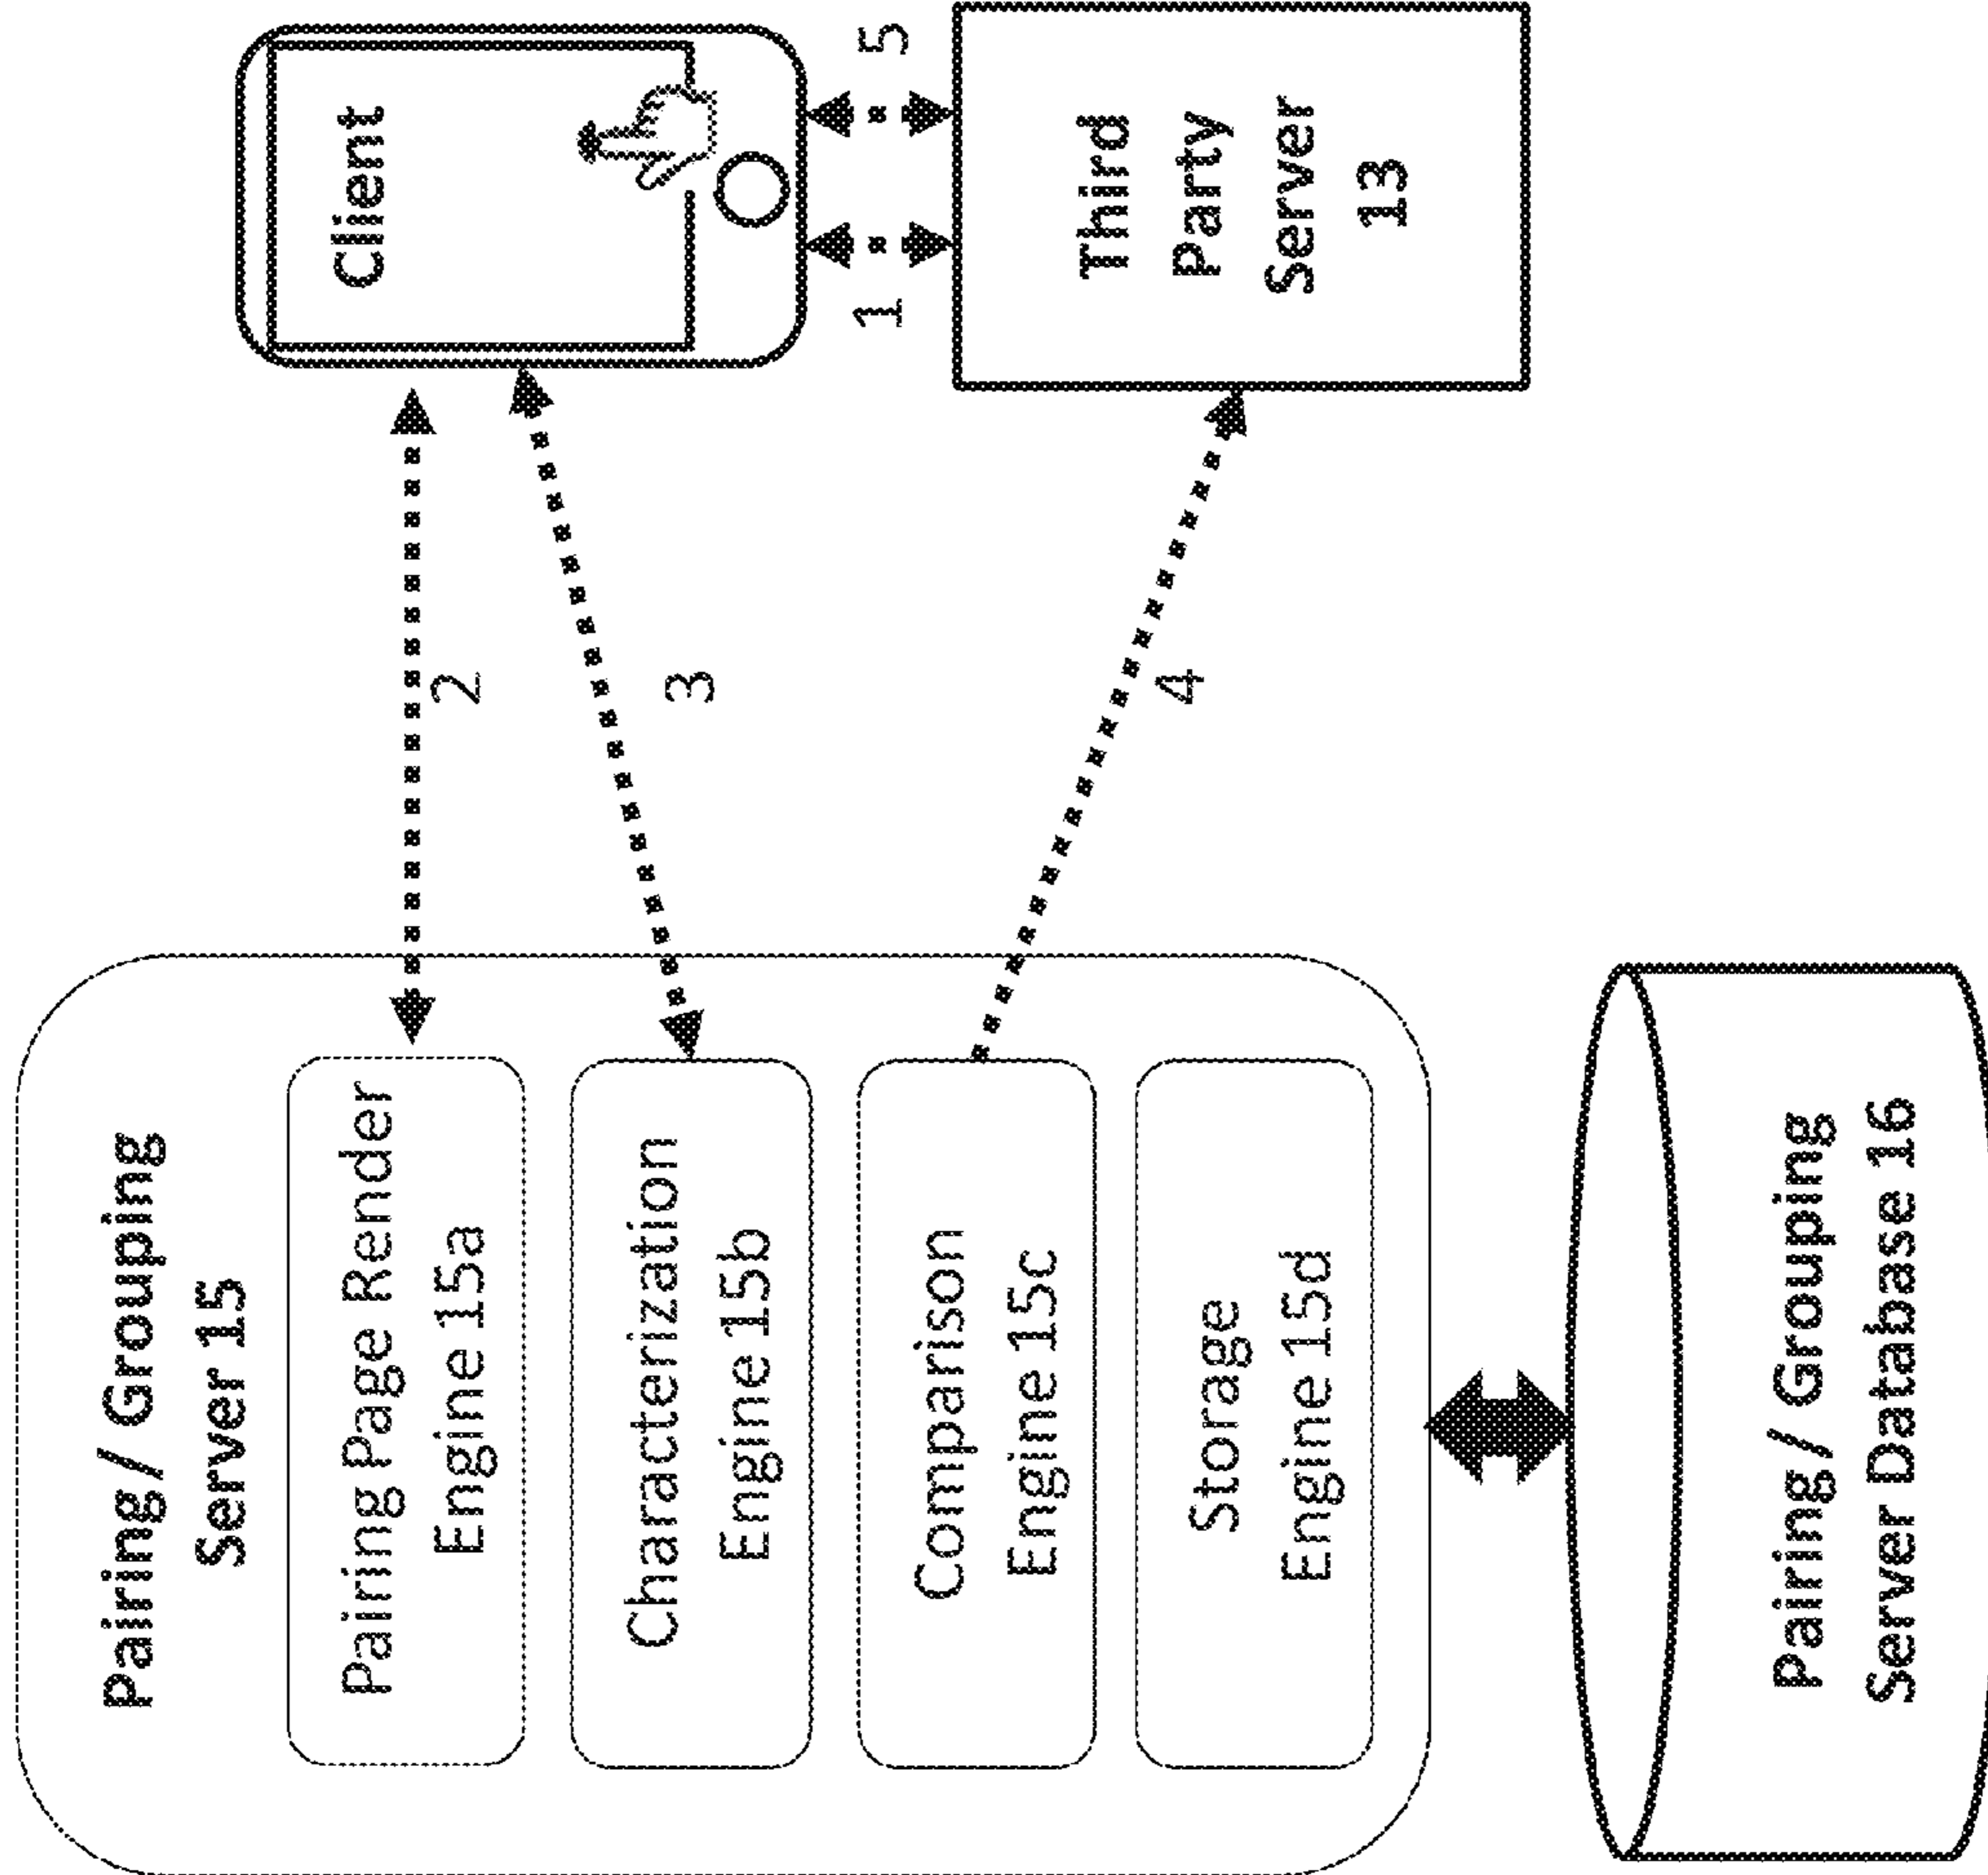 Pairing / Grouping
Server 15
Pairing Page Render
Engine 15a
Characterization
Engine 15b
Comparison
Engine 15c
Storage
Engine 15d
Pairing / Grouping
Server Database 16
2
3
4
Client
1
5
Third
Party
Server
13